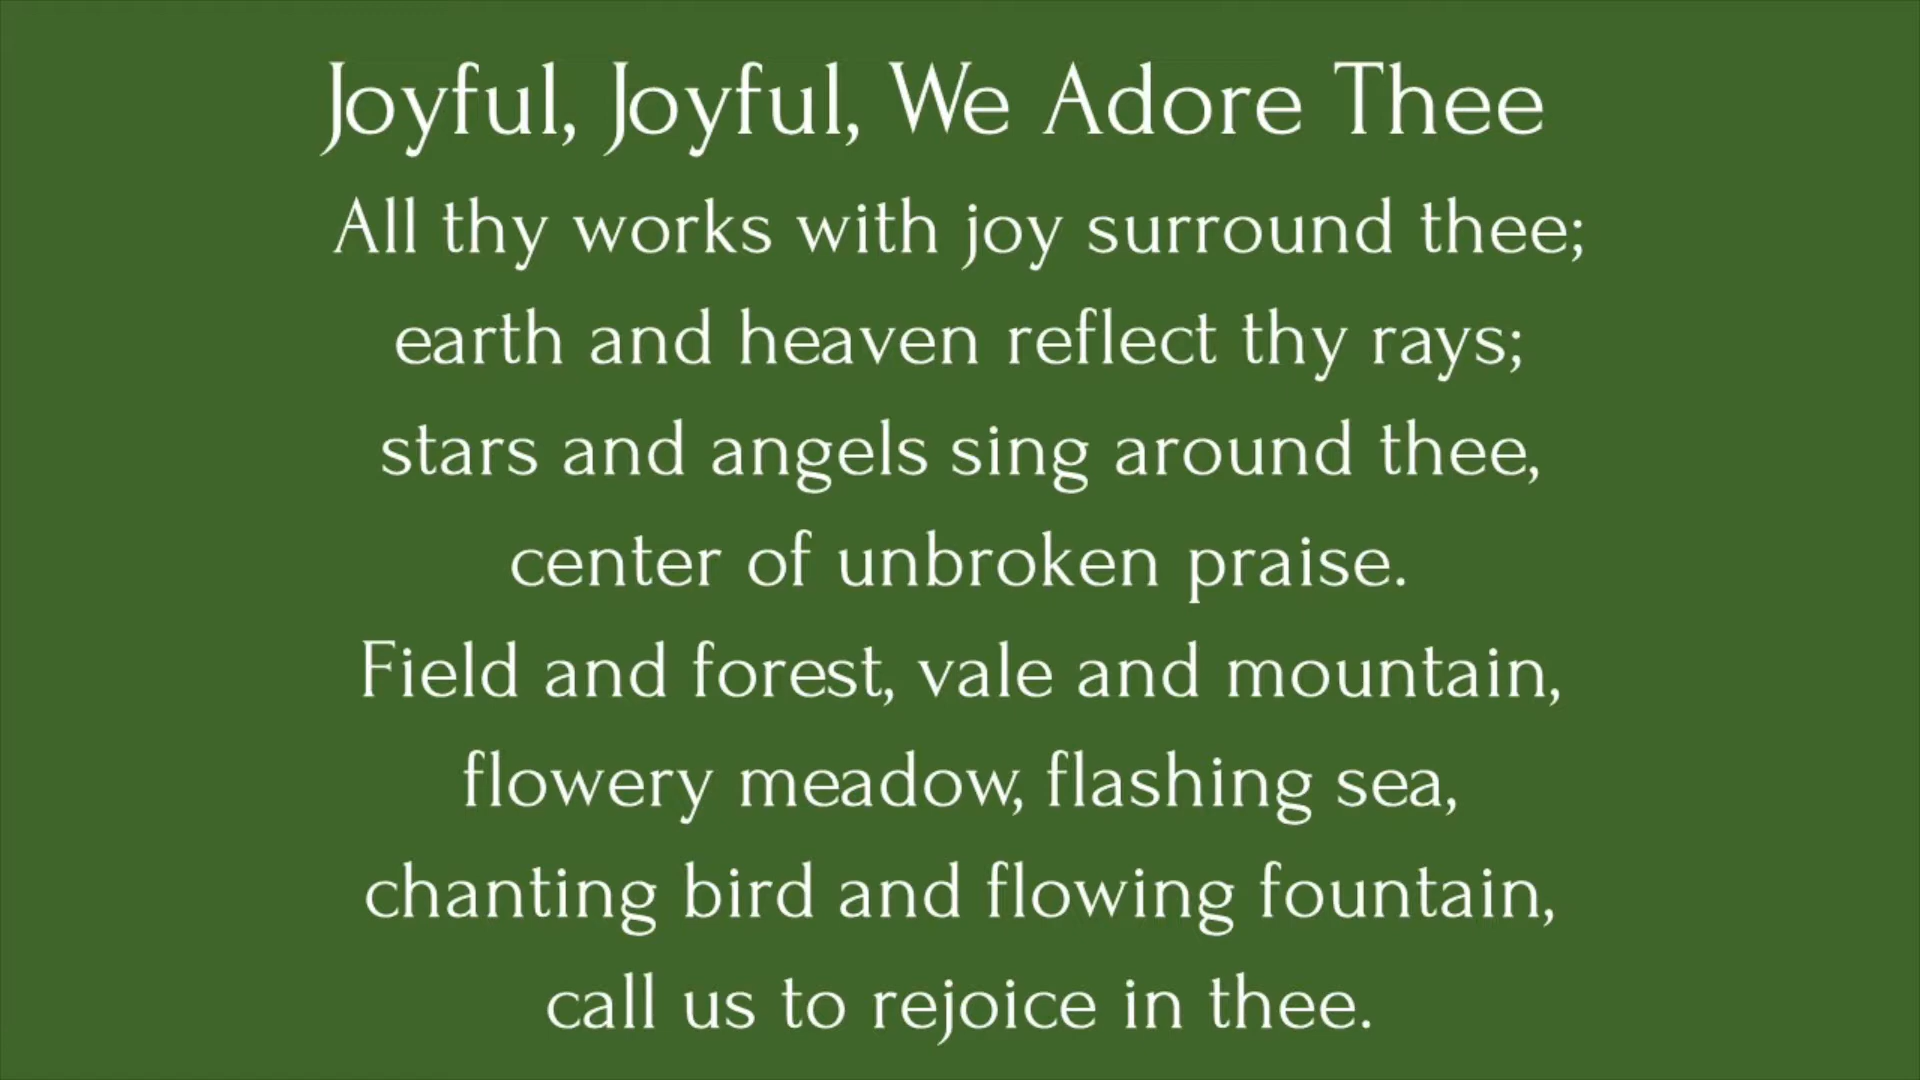 Joyful, Joyful, We Adore Thee
All thy works with joy surround thee;
earth and heaven reflect thy rays;
stars and angels sing around thee,
center of unbroken praise.
Field and forest, vale and mountain,
flowery meadow, flashing sea,
chanting bird and flowing fountain,
call us to rejoice in thee.